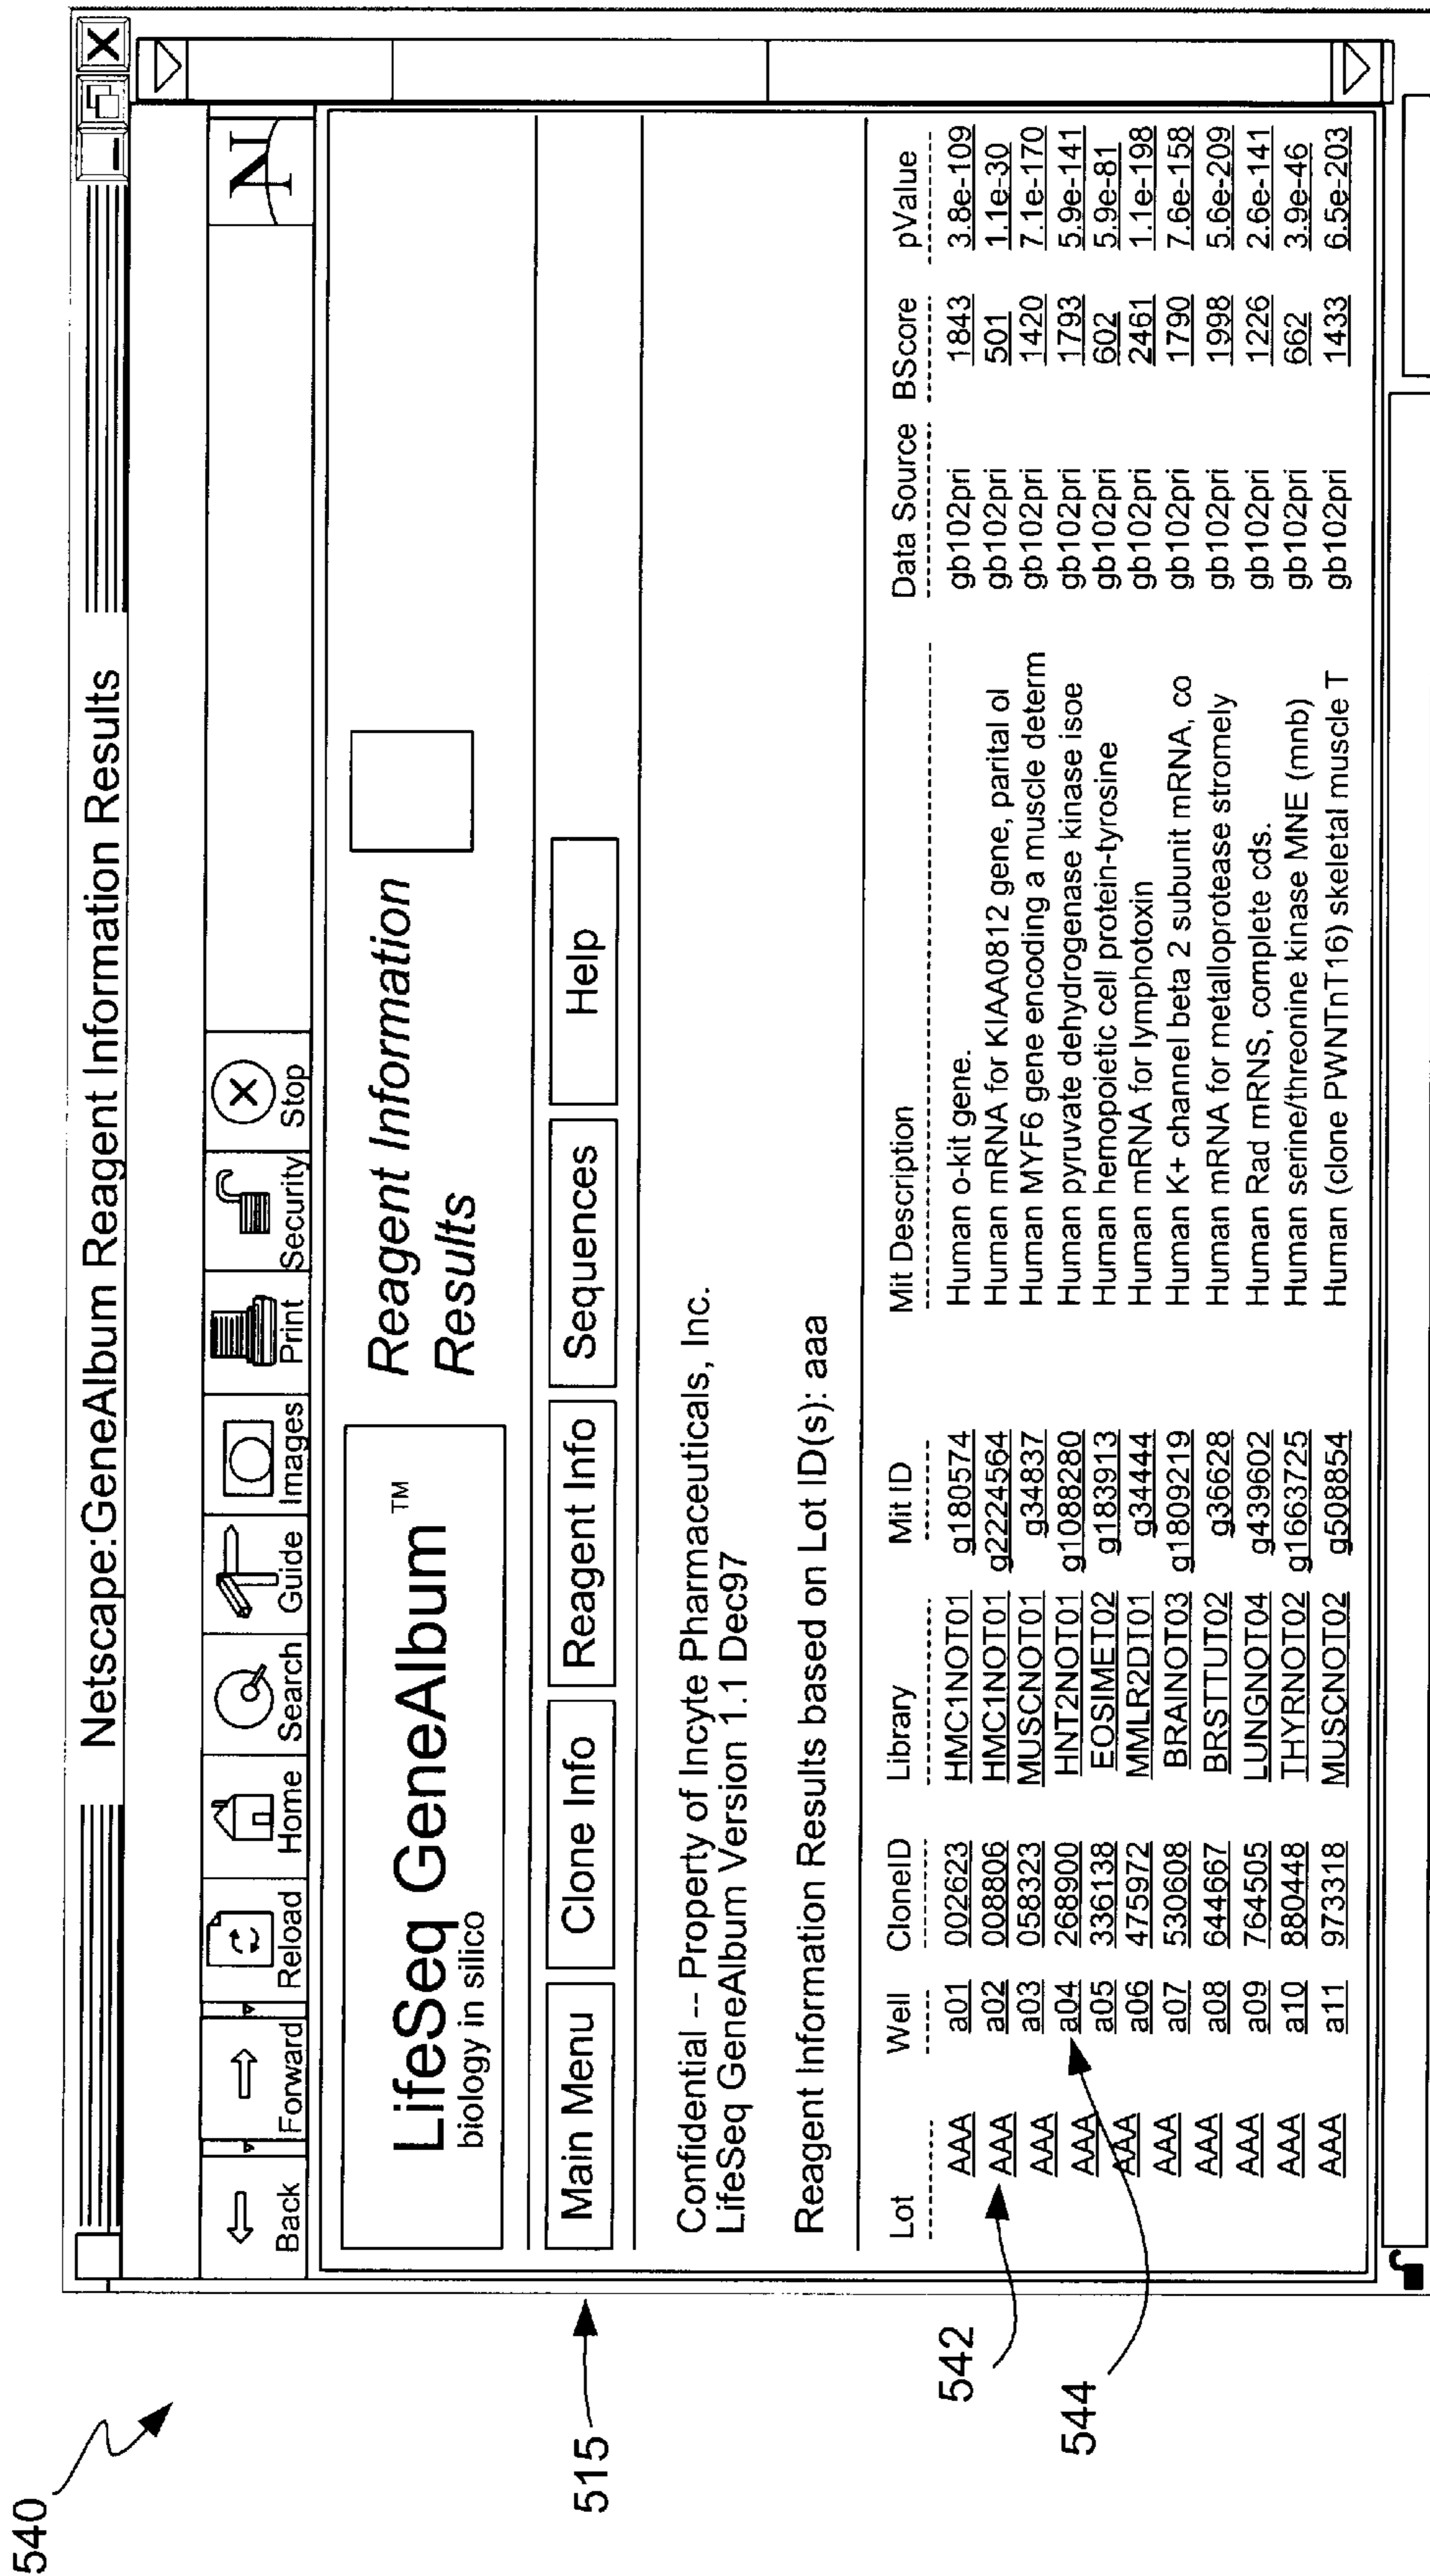 540
Netscape:GeneAlbum Reagent Information Results
Back Forward Reload Home Search Guide Images Print Security Stop N
LifeSeq GeneAlbum™
biology in silico
Reagent Information
Results
515
Main Menu Clone Info Reagent Info Sequences Help
Confidential -- Property of Incyte Pharmaceuticals, Inc.
LifeSeq GeneAlbum Version 1.1 Dec97
Reagent Information Results based on Lot ID(s): aaa
Lot Well CloneID Library Mit ID Mit Description Data Source BScore pValue
AAA a01 002623 HMC1NOT01 g180574 Human o-kit gene. gb102pri 1843 3.8e-109
AAA a02 008806 HMC1NOT01 g2224564 Human mRNA for KIAA0812 gene, parital ol gb102pri 501 1.1e-30
AAA a03 058323 MUSCNOT01 g34837 Human MYF6 gene encoding a muscle determ gb102pri 1420 7.1e-170
AAA a04 268900 HNT2NOT01 g1088280 Human pyruvate dehydrogenase kinase isoe gb102pri 1793 5.9e-141
AAA a05 336138 EOSIMET02 g183913 Human hemopoietic cell protein-tyrosine gb102pri 602 5.9e-81
AAA a06 475972 MMLR2DT01 g34444 Human mRNA for lymphotoxin gb102pri 2461 1.1e-198
AAA a07 530608 BRAINOT03 g1809219 Human K+ channel beta 2 subunit mRNA, co gb102pri 1790 7.6e-158
AAA a08 644667 BRSTTUT02 g36628 Human mRNA for metalloprotease stromely gb102pri 1998 5.6e-209
AAA a09 764505 LUNGNOT04 g439602 Human Rad mRNS, complete cds. gb102pri 1226 2.6e-141
AAA a10 880448 THYRNOT02 g1663725 Human serine/threonine kinase MNE (mnb) gb102pri 662 3.9e-46
AAA a11 973318 MUSCNOT02 g508854 Human (clone PWNTnT16) skeletal muscle T gb102pri 1433 6.5e-203
542
544